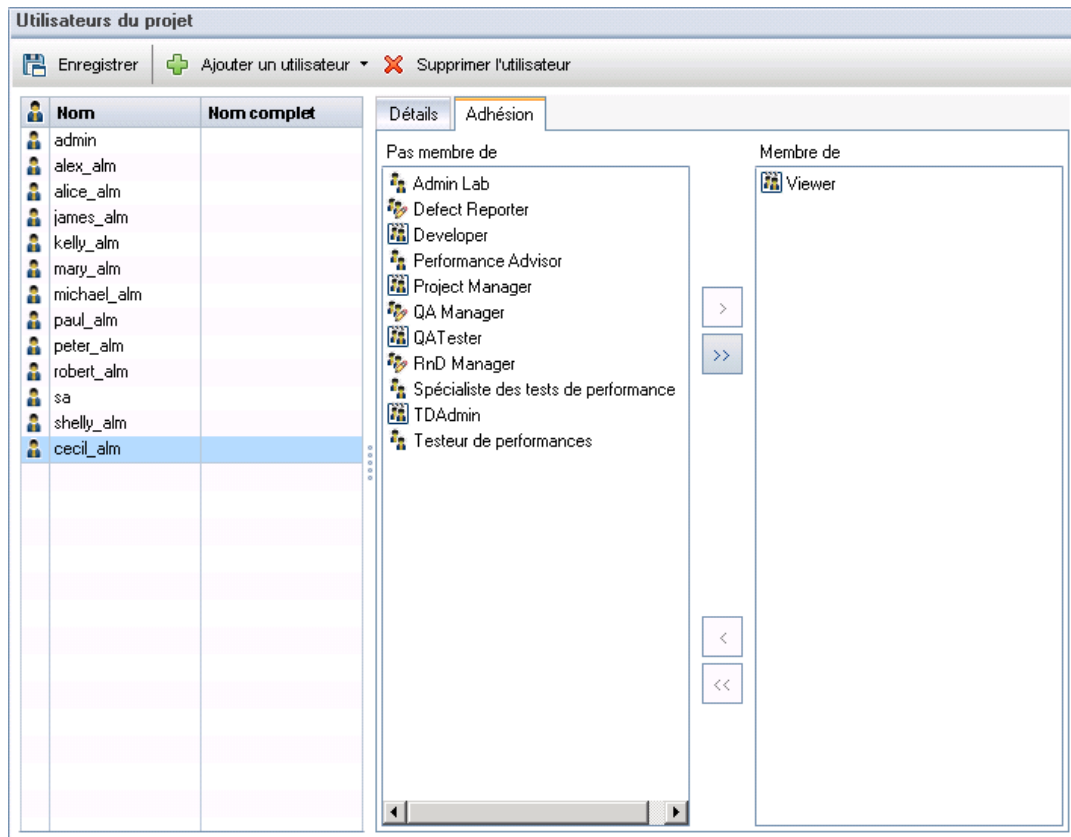 Utilisateurs du projet
Enregistrer Ajouter un utilisateur Supprimer l'utilisateur
Nom Nom complet
admin
alex_alm
alice_alm
james_alm
kelly_alm
mary_alm
michael_alm
paul_alm
peter_alm
robert_alm
sa
shelly_alm
cecil_alm
Détails Adhésion
Pas membre de
Admin Lab
Defect Reporter
Developer
Performance Advisor
Project Manager
QA Manager
QATester
RnD Manager
Spécialiste des tests de performance
TDAdmin
Testeur de performances
>
>>
<
<<
Membre de
Viewer